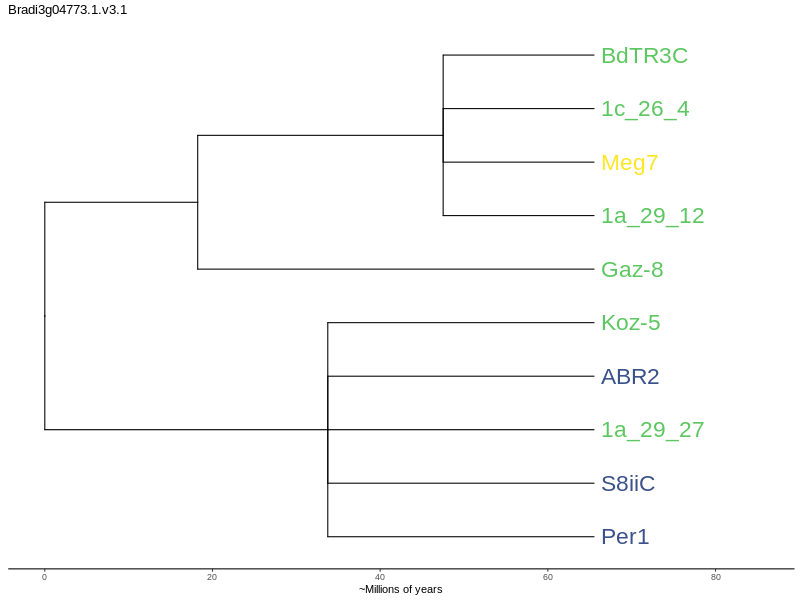 Bradi3g04773.1.v3.1
BdTR3C
1c_26_4
Meg7
1a_29_12
Gaz-8
Koz-5
ABR2
1a_29_27
S8iiC
Per1
0 20 40 60 80
~Millions of years